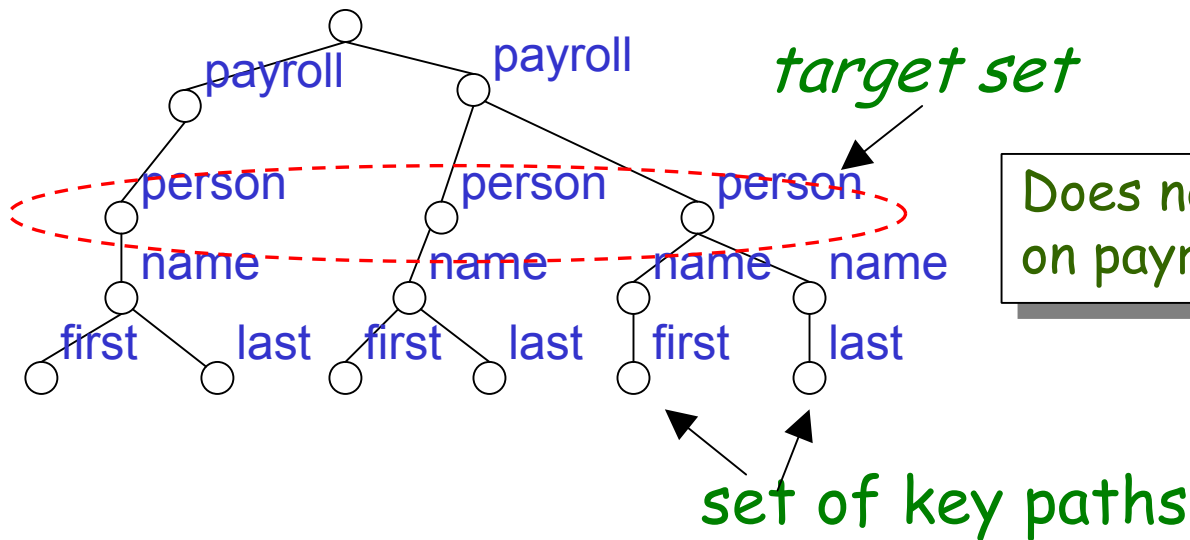 payroll payroll
target set
person person person
Does
on
name name name name
first last first last first last
set of key paths